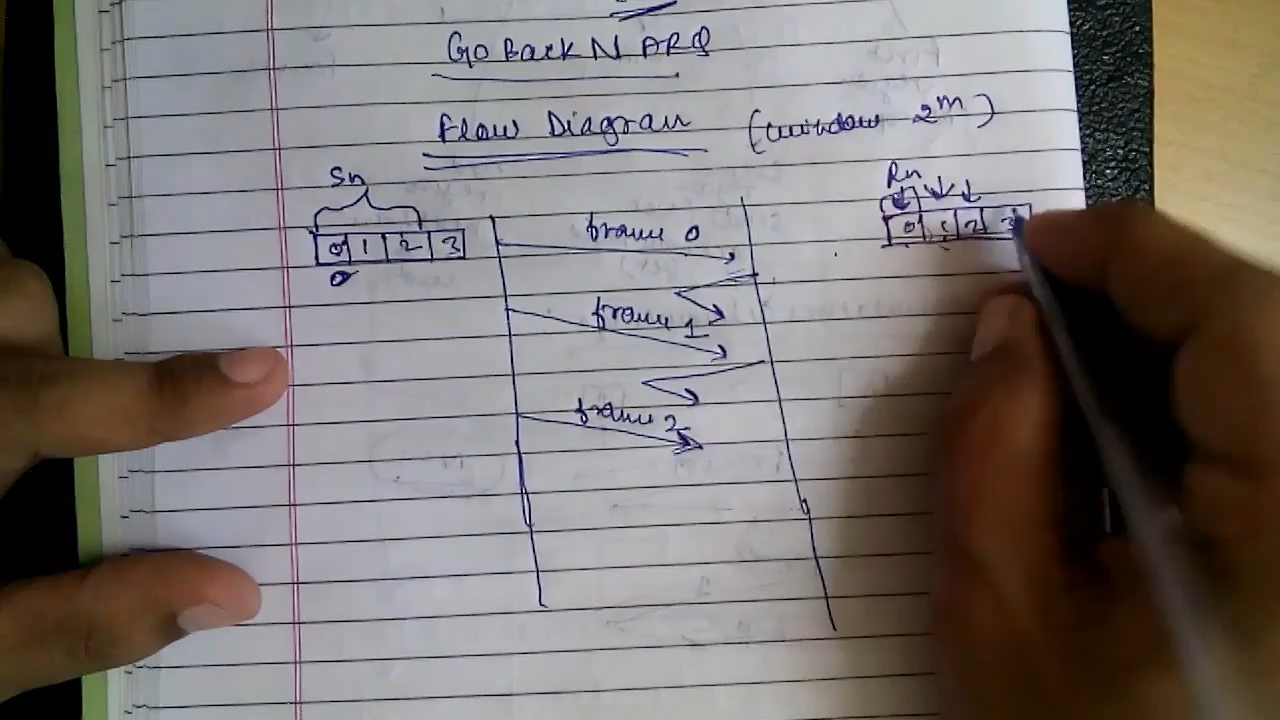 Go Back N ARQ
Flow Diagram (window 2^m)
Sn Rn
0 1 2 3 frame 0 0 1 2 3
0
frame 1
frame 2